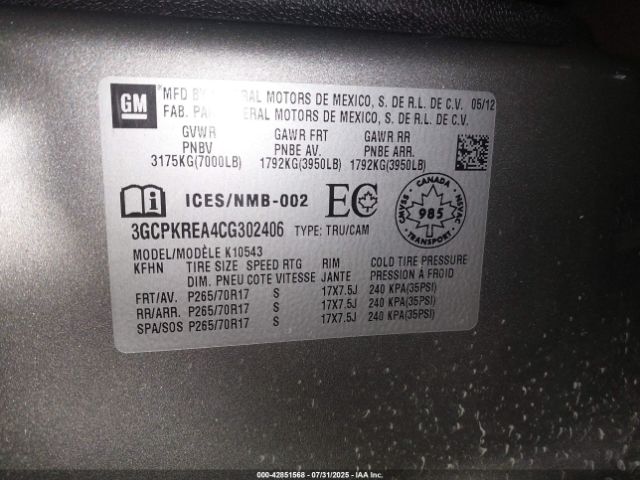 GM
MFD BY GENERAL MOTORS DE MEXICO, S. DE R.L. DE C.V. 05/12
FAB. PAR GENERAL MOTORS DE MEXICO, S. DE R.L. DE C.V.
GVWR GAWR FRT GAWR RR
PNBV PNBE AV. PNBE ARR.
3175KG(7000LB) 1792KG(3950LB) 1792KG(3950LB)
ICES/NMB-002 EC
CANADA
CMVSS NSVAC
985
TRANSPORT
3GCPKREA4CG302406 TYPE: TRU/CAM
MODEL/MODÈLE K10543
KFHN TIRE SIZE SPEED RTG RIM COLD TIRE PRESSURE
DIM. PNEU COTE VITESSE JANTE PRESSION À FROID
FRT/AV. P265/70R17 S 17X7.5J 240 KPA(35PSI)
RR/ARR. P265/70R17 S 17X7.5J 240 KPA(35PSI)
SPA/SOS P265/70R17 S 17X7.5J 240 KPA(35PSI)
000-42851568 - 07/31/2025 - IAA Inc.